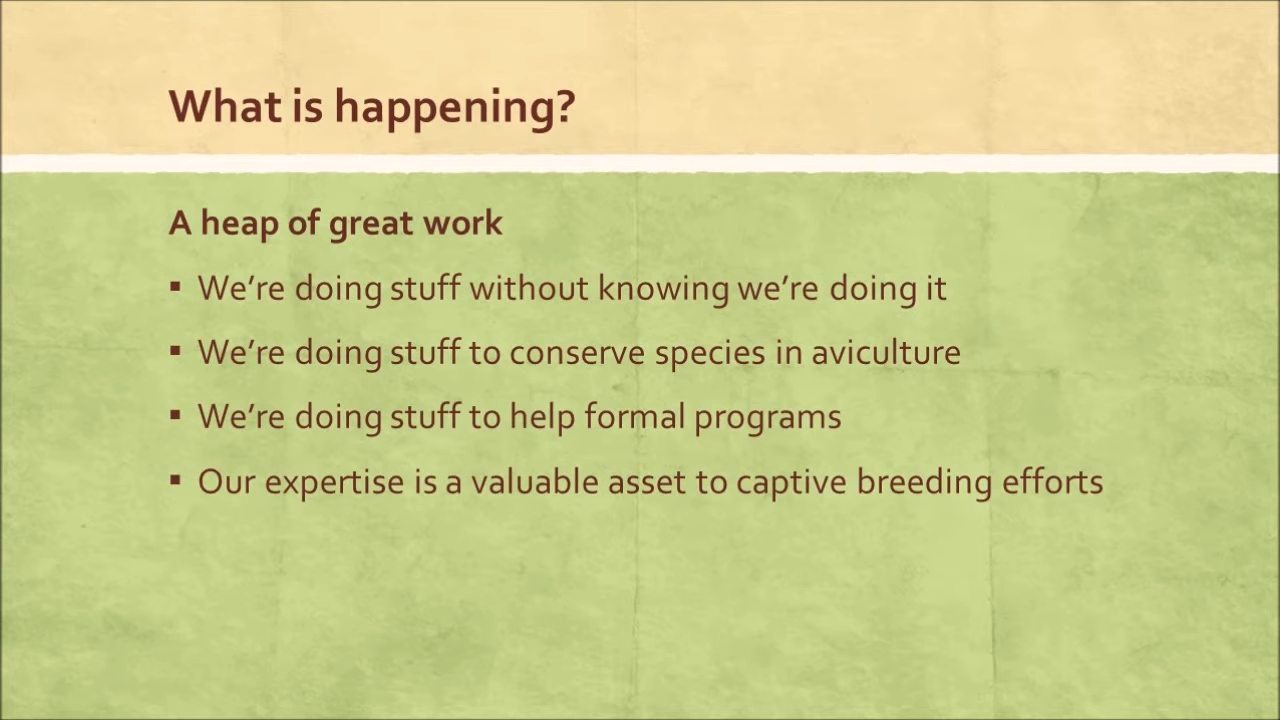 What is happening?
A heap of great work
▪ We’re doing stuff without knowing we’re doing it
▪ We’re doing stuff to conserve species in aviculture
▪ We’re doing stuff to help formal programs
▪ Our expertise is a valuable asset to captive breeding efforts